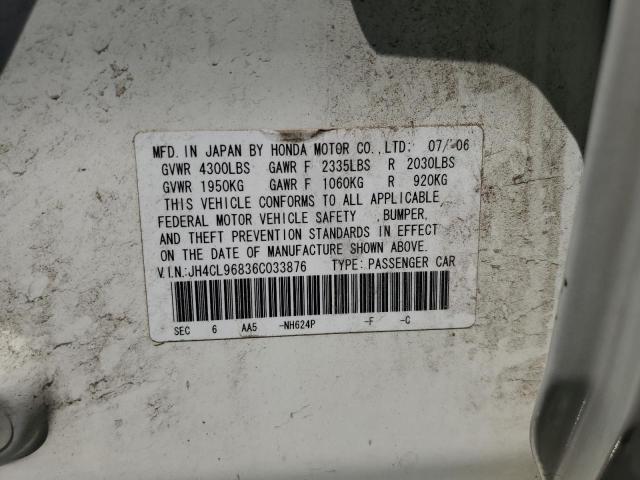 MFD. IN JAPAN BY HONDA MOTOR CO.,LTD: 07/'06
GVWR 4300LBS GAWR F 2335LBS R 2030LBS
GVWR 1950KG GAWR F 1060KG R 920KG
THIS VEHICLE CONFORMS TO ALL APPLICABLE
FEDERAL MOTOR VEHICLE SAFETY ,BUMPER,
AND THEFT PREVENTION STANDARDS IN EFFECT
ON THE DATE OF MANUFACTURE SHOWN ABOVE.
V.I.N.:JH4CL96836C033876 TYPE: PASSENGER CAR
SEC 6 AA5 -NH624P -F -C